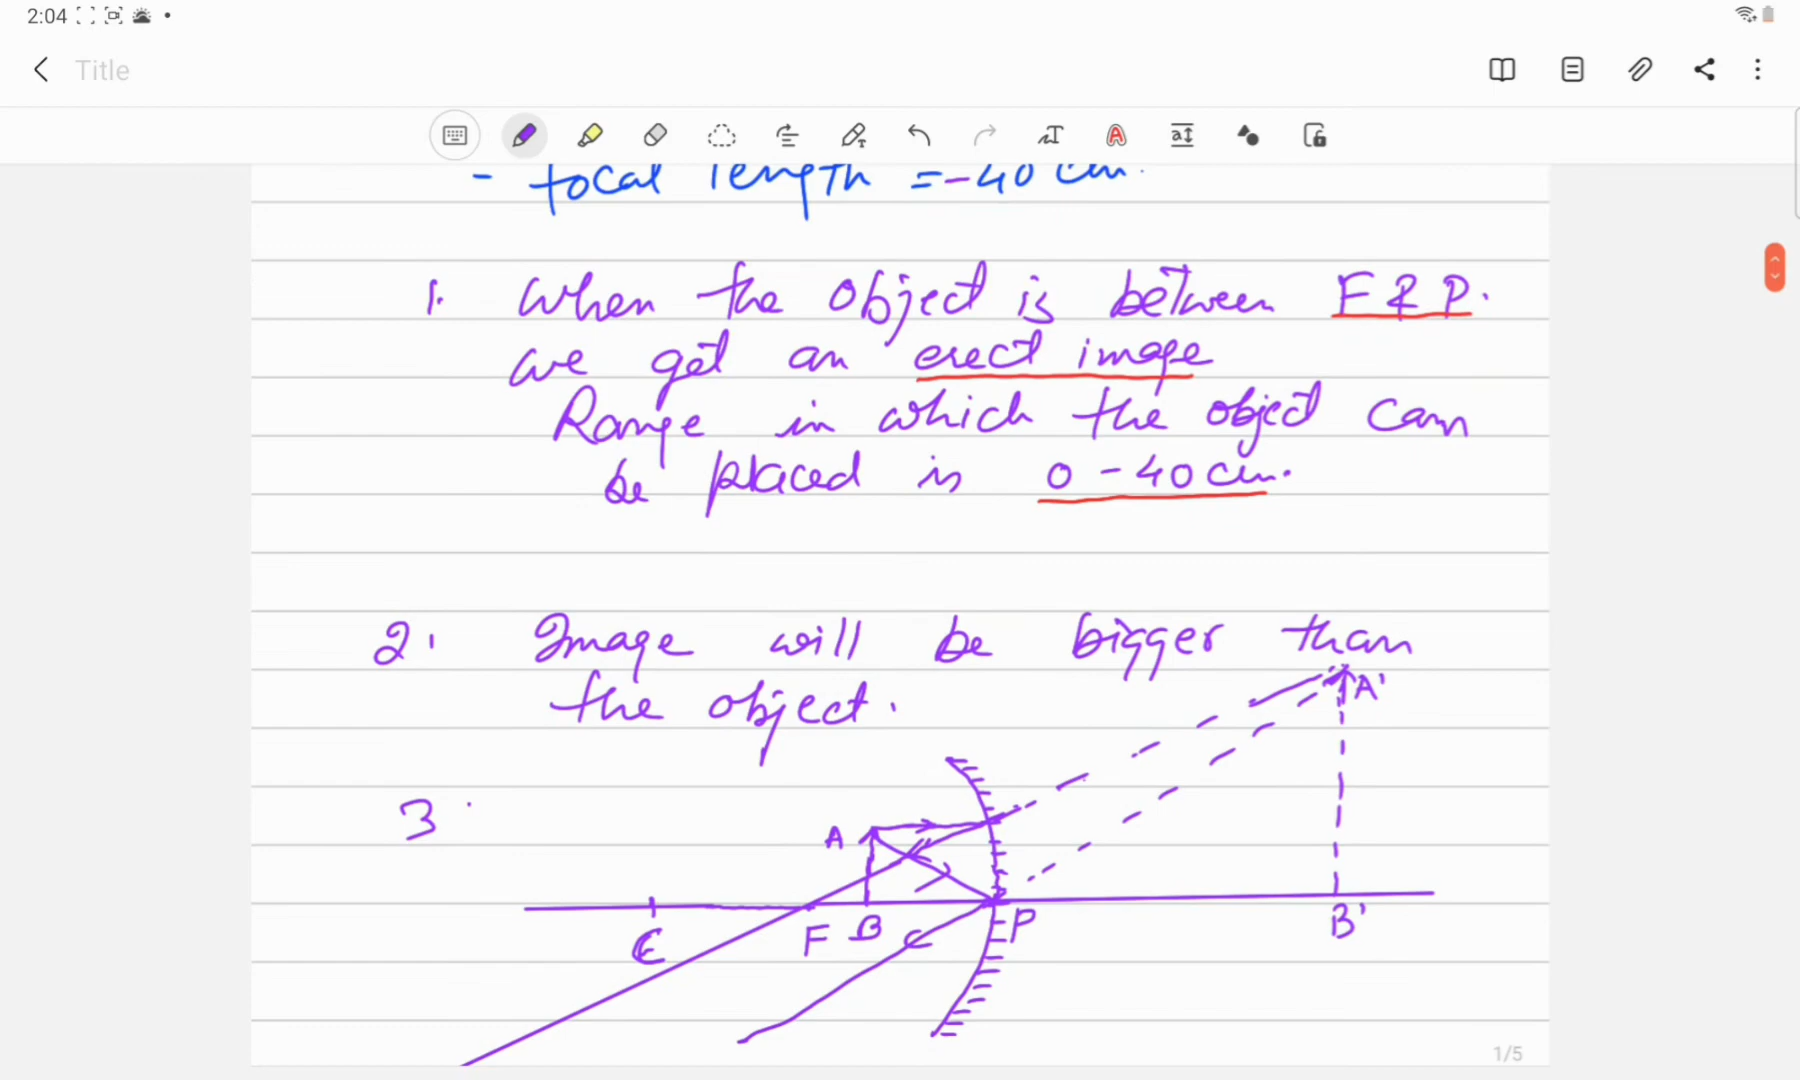 2:04
Title
- focal length = -40 cm.
1. When the object is between F & P.
we get an erect image
Range in which the object can
be placed is 0 - 40 cm.
2. Image will be bigger than
the object.
A'
3.
A
C F B P B'
1/5